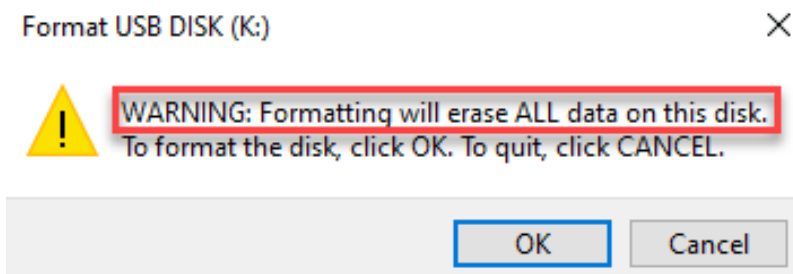 Format USB DISK (K:)
WARNING: Formatting will erase ALL data on this disk.
To format the disk, click OK. To quit, click CANCEL.
OK Cancel